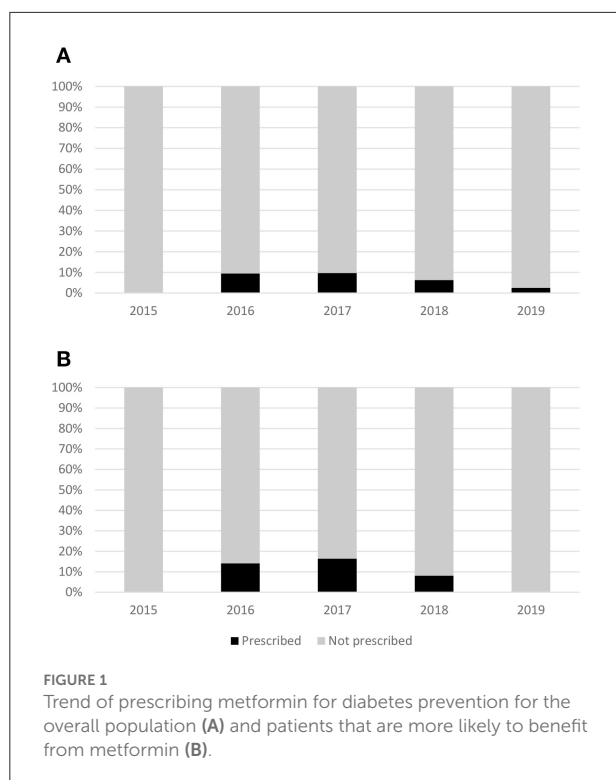 A
100%
90%
80%
70%
60%
50%
40%
30%
20%
10%
0%
2015 2016 2017 2018 2019
B
100%
90%
80%
70%
60%
50%
40%
30%
20%
10%
0%
2015 2016 2017 2018 2019
Prescribed Not prescribed
FIGURE 1
Trend of prescribing metformin for diabetes prevention for the
overall population (A) and patients that are more likely to benefit
from metformin (B).